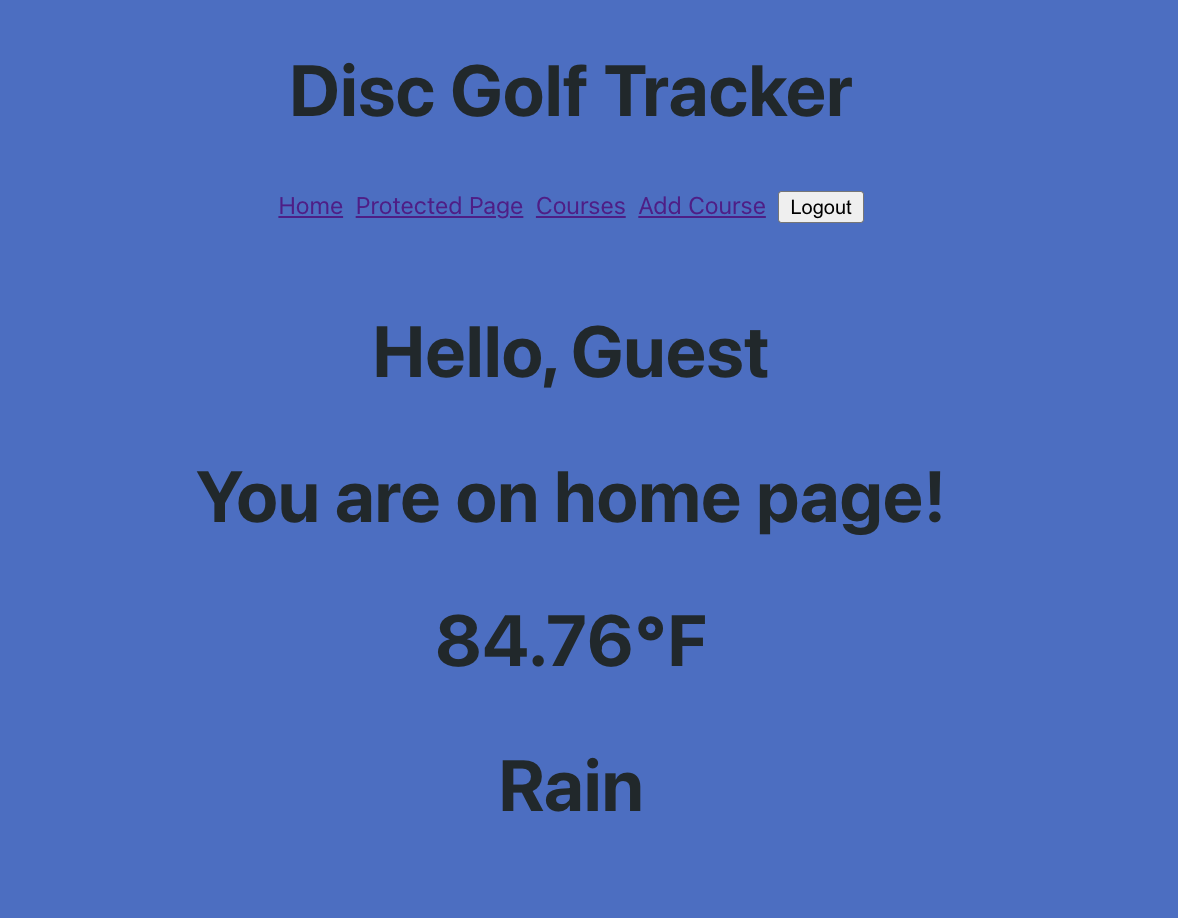 Disc Golf Tracker
Home Protected Page Courses Add Course Logout
Hello, Guest
You are on home page!
84.76°F
Rain